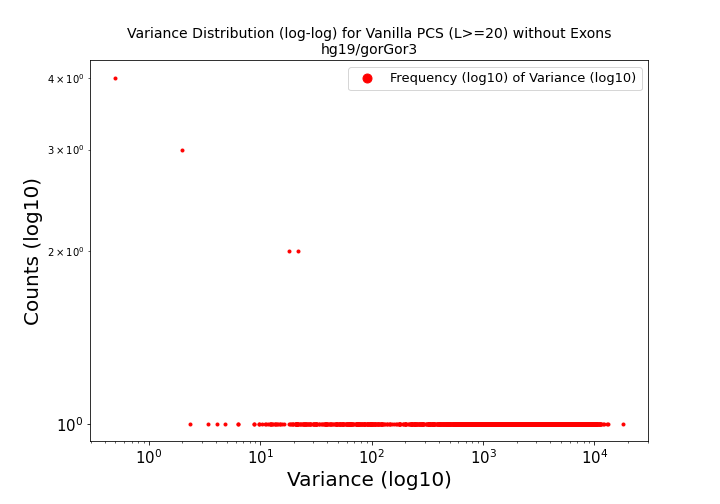 Variance Distribution (log-log) for Vanilla PCS (L>=20) without Exons
hg19/gorGor3
Frequency (log10) of Variance (log10)
Counts (log10)
4 × 10⁰
3 × 10⁰
2 × 10⁰
10⁰
10⁰ 10¹ 10² 10³ 10⁴
Variance (log10)